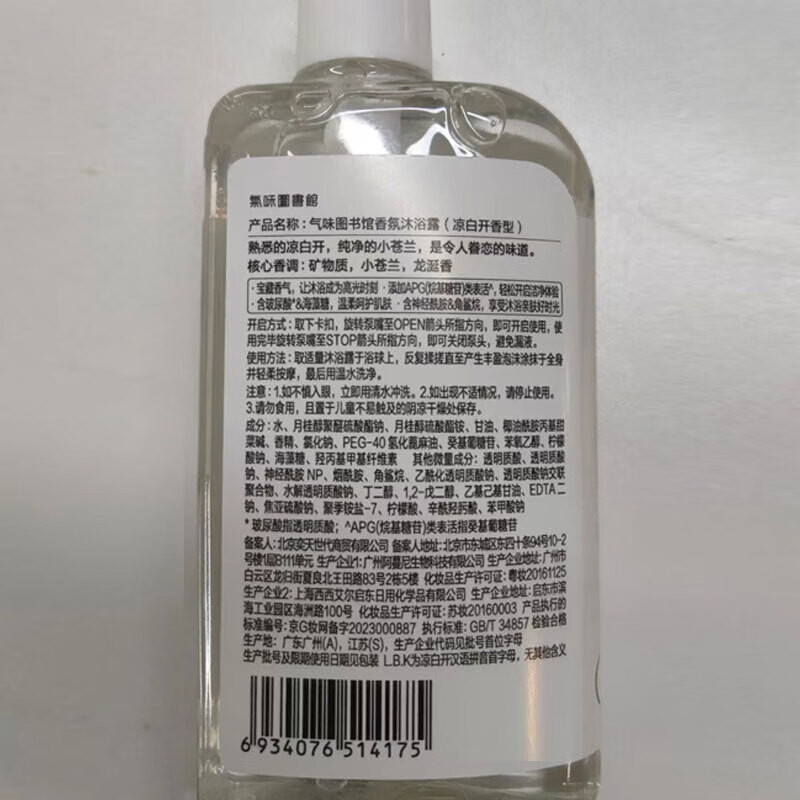 氣味圖書館
产品名称：气味图书馆香氛沐浴露（凉白开香型）
熟悉的凉白开，纯净的小苍兰，是令人眷恋的味道。
核心香调：矿物质，小苍兰，龙涎香
·宝藏香气，让沐浴成为高光时刻 ·添加APG(烷基糖苷)类表活^，轻松开启洁净体验
·含玻尿酸*&海藻糖，温柔呵护肌肤 ·含神经酰胺&角鲨烷，享受沐浴亲肤好时光
开启方式：取下卡扣，旋转泵嘴至OPEN箭头所指方向，即可开启使用，使
用完毕旋转泵嘴至STOP箭头所指方向，即可关闭泵头，避免漏液。
使用方法：取适量沐浴露于浴球上，反复揉搓直至产生丰盈泡沫涂抹于全身
并轻柔按摩，最后用温水洗净。
注意：1.如不慎入眼，立即用清水冲洗。2.如出现不适情况，请停止使用。
3.请勿食用，且置于儿童不易触及的阴凉干燥处保存。
成分：水、月桂醇聚醚硫酸酯钠、月桂醇硫酸酯铵、甘油、椰油酰胺丙基甜
菜碱、香精、氯化钠、PEG-40氢化蓖麻油、癸基葡糖苷、苯氧乙醇、柠檬
酸钠、海藻糖、羟丙基甲基纤维素 其他微量成分：透明质酸、透明质酸
钠、神经酰胺 NP、烟酰胺、角鲨烷、乙酰化透明质酸钠、透明质酸钠交联
聚合物、水解透明质酸钠、丁二醇、1,2-戊二醇、乙基己基甘油、EDTA 二
钠、焦亚硫酸钠、聚季铵盐-7、柠檬酸、辛酰羟肟酸、苯甲酸钠
* 玻尿酸指透明质酸；^APG(烷基糖苷)类表活指癸基葡糖苷
备案人：北京奕天世代商贸有限公司 备案人地址：北京市东城区东四十条94号10-2
号楼1层B111单元 生产企业1：广州阿蔓尼生物科技有限公司 生产企业地址：广州市
白云区龙归街夏良北王田路83号2栋5楼 化妆品生产许可证：粤妆20161125
生产企业2：上海西西艾尔启东日用化学品有限公司 生产企业地址：启东市滨
海工业园区海洲路100号 化妆品生产许可证：苏妆20160003 产品执行的
标准编号：京G妆网备字2023000887 执行标准：GB/T 34857 检验合格
生产地：广东广州(A)，江苏(S)，生产企业代码见批号首位字母
生产批号及限期使用日期见包装 L.B.K为凉白开汉语拼音首字母，无其他含义
6 934076 514175